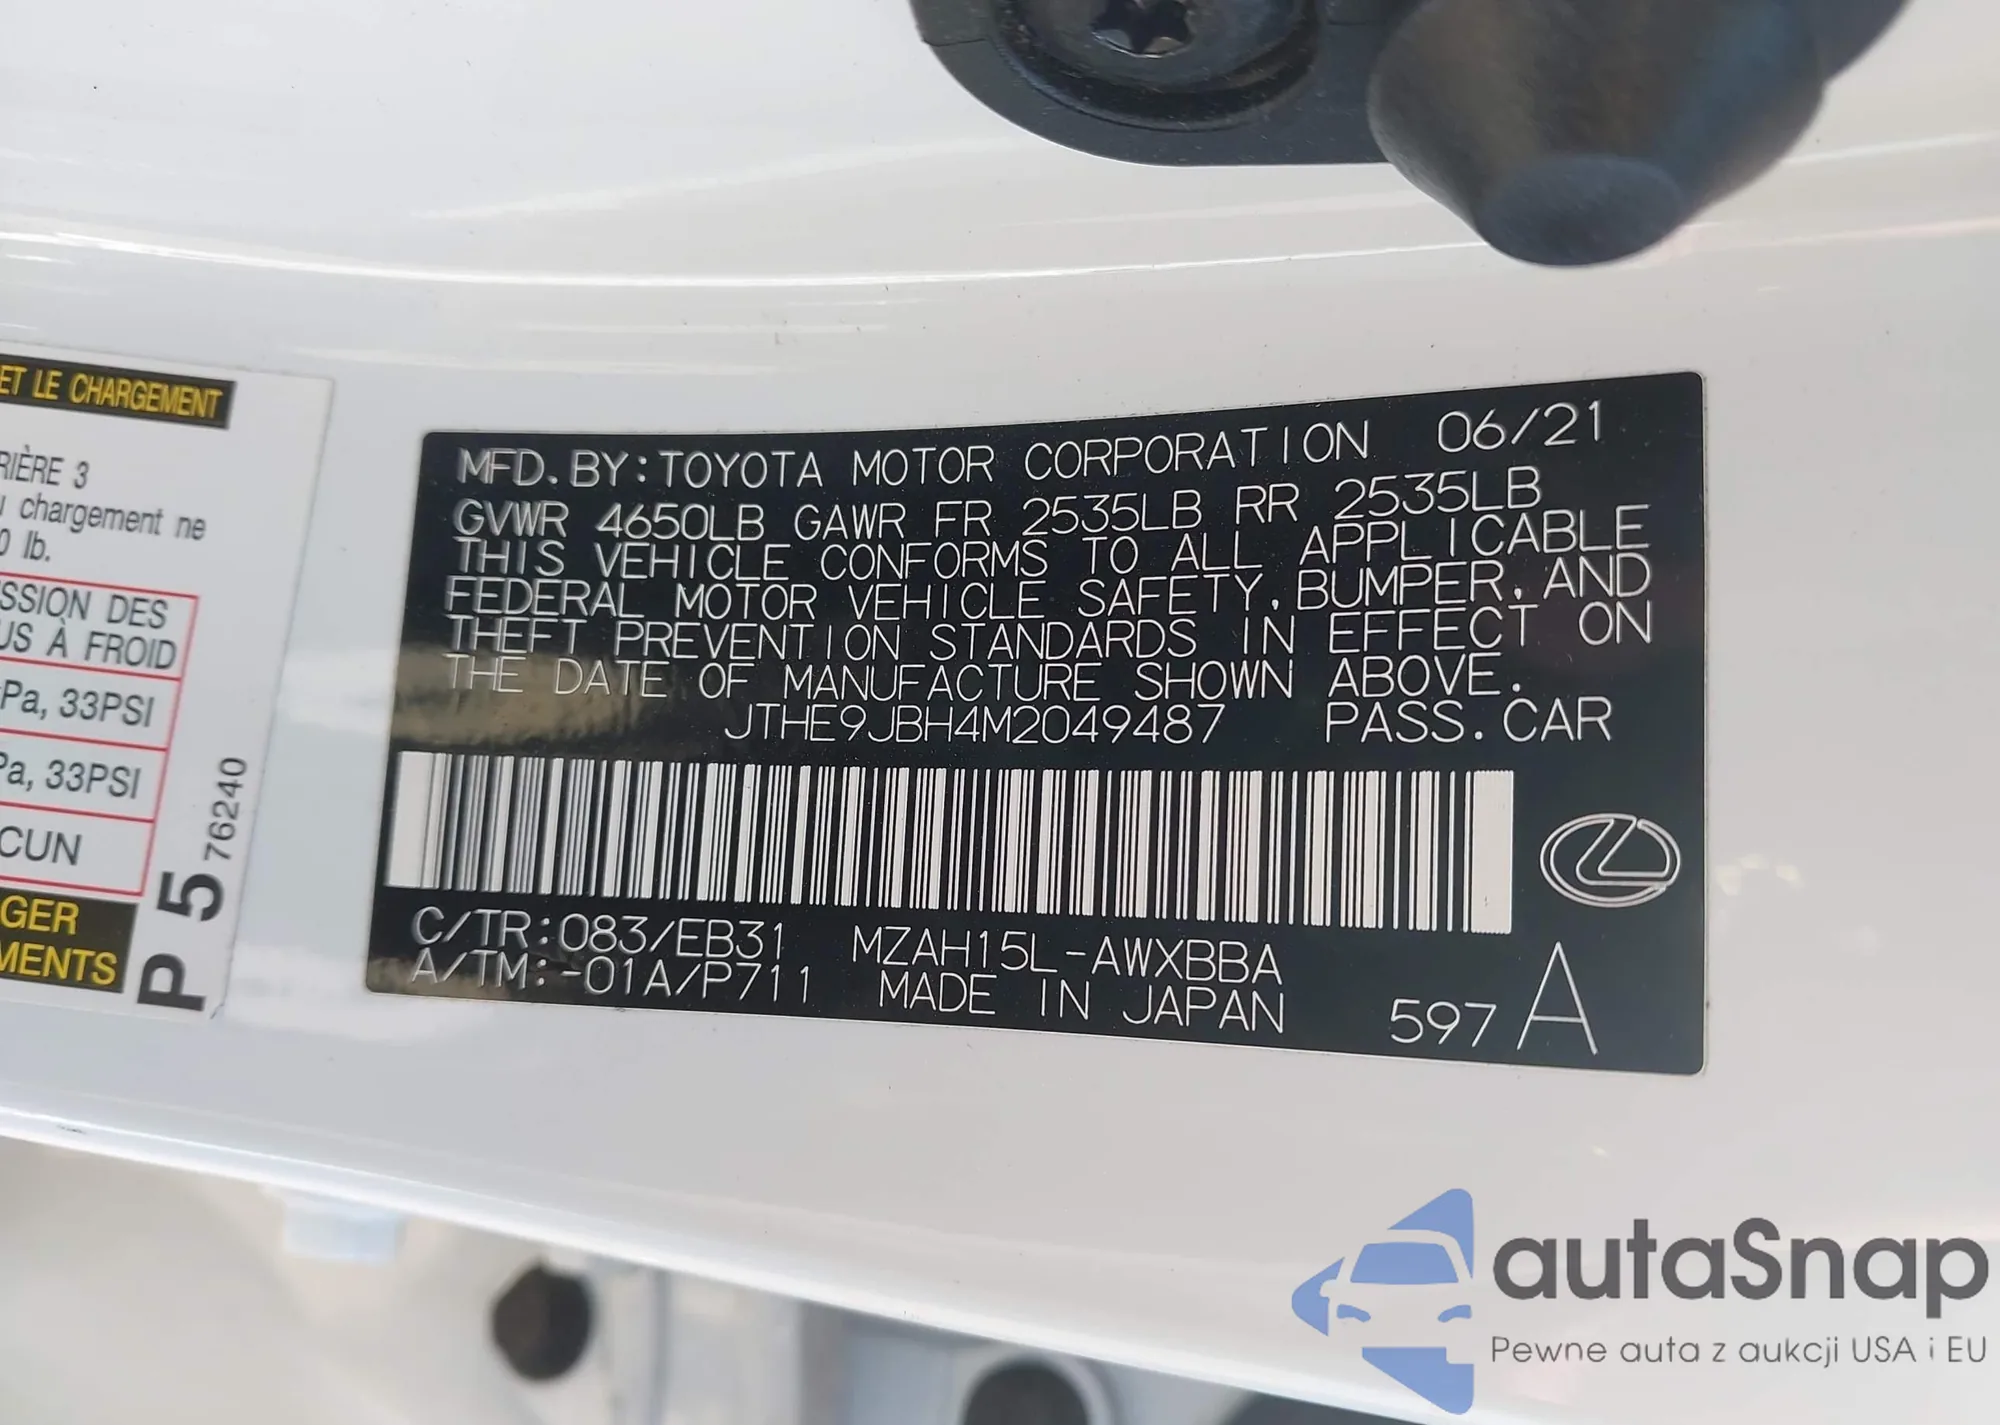 ET LE CHARGEMENT
RIÈRE 3
chargement ne
0 lb.
SSION DES
US À FROID
Pa, 33PSI
Pa, 33PSI
CUN
GER
MENTS
P 5 76240
MFD. BY: TOYOTA MOTOR CORPORATION 06/21
GVWR 4650LB GAWR FR 2535LB RR 2535LB
THIS VEHICLE CONFORMS TO ALL APPLICABLE
FEDERAL MOTOR VEHICLE SAFETY, BUMPER, AND
THEFT PREVENTION STANDARDS IN EFFECT ON
THE DATE OF MANUFACTURE SHOWN ABOVE.
JTHE9JBH4M2049487 PASS. CAR
C/TR: 083/EB31 MZAH15L-AWXBBA
A/TM: -01A/P711 MADE IN JAPAN 597 A
autaSnap
Pewne auta z aukcji USA i EU